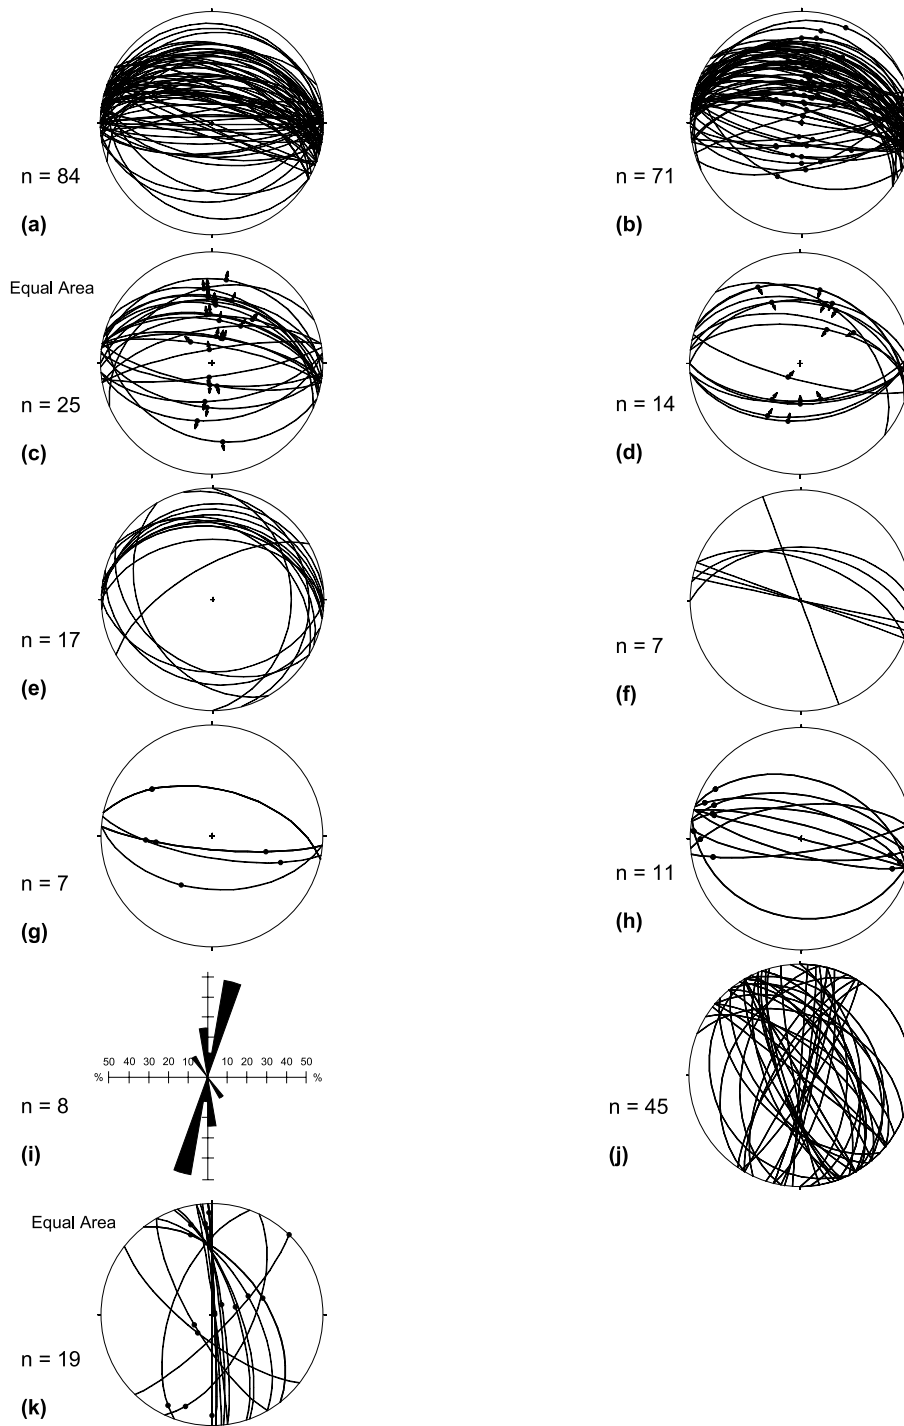 n = 84
(a)
n = 71
(b)
Equal Area
n = 25
(c)
n = 14
(d)
n = 17
(e)
n = 7
(f)
n = 7
(g)
n = 11
(h)
50 40 30 20 10 10 20 30 40 50
% %
n = 8
(i)
n = 45
(j)
Equal Area
n = 19
(k)